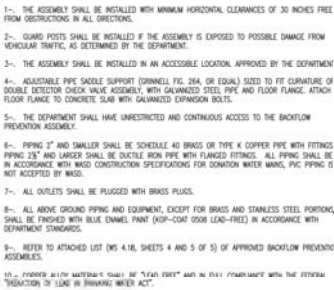 1-. THE ASSEMBLY SHALL BE INSTALLED WITH MINIMUM HORIZONTAL CLEARANCES OF 30 INCHES FREE
FROM OBSTRUCTIONS IN ALL DIRECTIONS.
2-. GUARD POSTS SHALL BE INSTALLED IF THE ASSEMBLY IS EXPOSED TO POSSIBLE DAMAGE FROM
VEHICULAR TRAFFIC, AS DETERMINED BY THE DEPARTMENT.
3-. THE ASSEMBLY SHALL BE INSTALLED IN AN ACCESSIBLE LOCATION, APPROVED BY THE DEPARTMENT
4-. ADJUSTABLE PIPE SADDLE SUPPORT (GRINNELL FIG. 264, OR EQUAL) SIZED TO FIT CURVATURE OF
DOUBLE DETECTOR CHECK VALVE ASSEMBLY, WITH GALVANIZED STEEL PIPE AND FLOOR FLANGE. ATTACH
FLOOR FLANGE TO CONCRETE SLAB WITH GALVANIZED EXPANSION BOLTS.
5-. THE DEPARTMENT SHALL HAVE UNRESTRICTED AND CONTINUOUS ACCESS TO THE BACKFLOW
PREVENTION ASSEMBLY.
6-. PIPING 2" AND SMALLER SHALL BE SCHEDULE 40 BRASS OR TYPE K COPPER PIPE WITH FITTINGS
PIPING 2½" AND LARGER SHALL BE DUCTILE IRON PIPE WITH FLANGED FITTINGS. ALL PIPING SHALL BE
IN ACCORDANCE WITH WASD CONSTRUCTION SPECIFICATIONS FOR DONATION WATER MAINS, PVC PIPING IS
NOT ACCEPTED BY WASD.
7-. ALL OUTLETS SHALL BE PLUGGED WITH BRASS PLUGS.
8-. ALL ABOVE GROUND PIPING AND EQUIPMENT, EXCEPT FOR BRASS AND STAINLESS STEEL PORTIONS,
SHALL BE FINISHED WITH BLUE ENAMEL PAINT (KOP-COAT 0508 LEAD-FREE) IN ACCORDANCE WITH
DEPARTMENT STANDARDS.
9-. REFER TO ATTACHED LIST (WS 4.18, SHEETS 4 AND 5 OF 5) OF APPROVED BACKFLOW PREVENTIO
ASSEMBLIES.
10-. COPPER ALLOY MATERIALS SHALL BE "LEAD FREE" AND IN FULL COMPLIANCE WITH THE FEDERAL
"REDUCTION OF LEAD IN DRINKING WATER ACT".